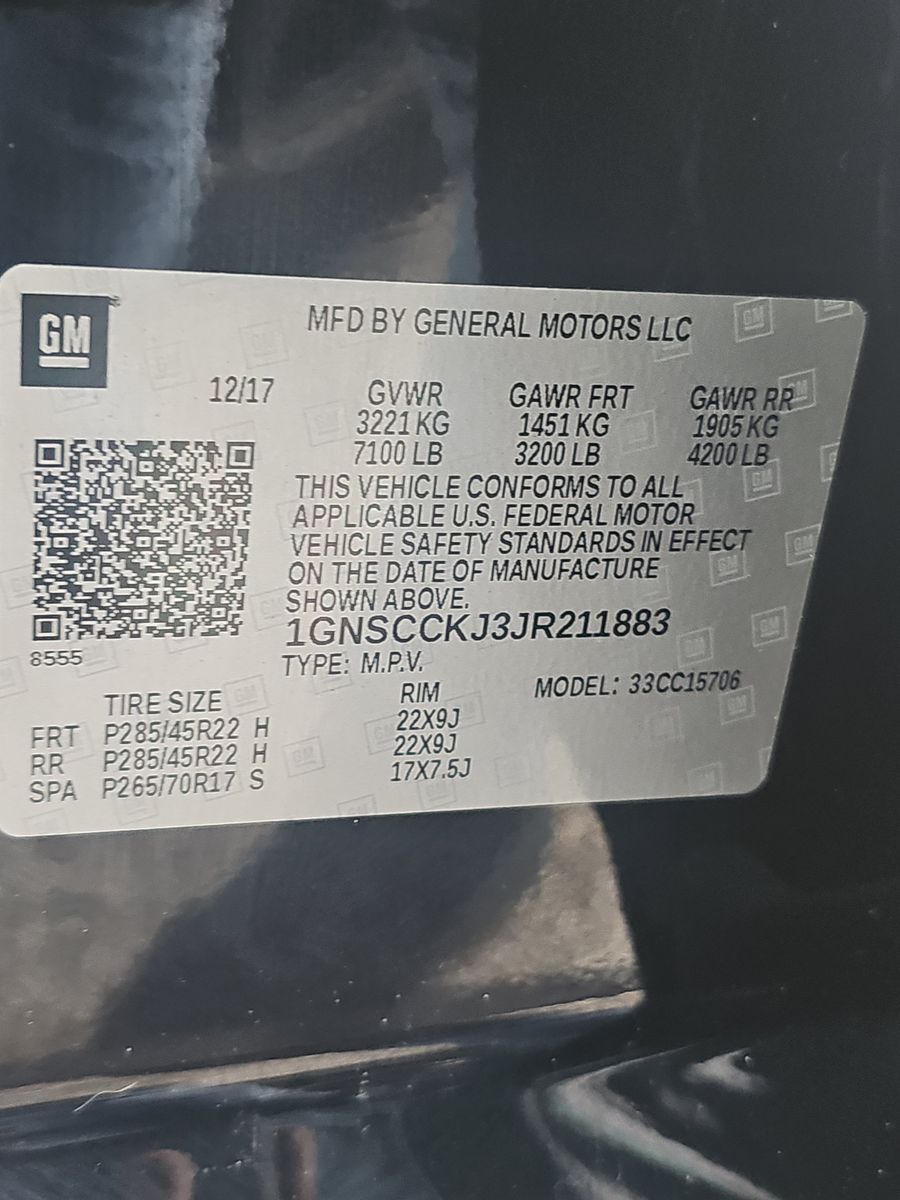 GM
MFD BY GENERAL MOTORS LLC
12/17 GVWR GAWR FRT GAWR RR
3221 KG 1451 KG 1905 KG
7100 LB 3200 LB 4200 LB
THIS VEHICLE CONFORMS TO ALL
APPLICABLE U.S. FEDERAL MOTOR
VEHICLE SAFETY STANDARDS IN EFFECT
ON THE DATE OF MANUFACTURE
SHOWN ABOVE.
1GNSCCKJ3JR211883
8555
TYPE: M.P.V. MODEL: 33CC15706
TIRE SIZE RIM
FRT P285/45R22 H 22X9J
RR P285/45R22 H 22X9J
SPA P265/70R17 S 17X7.5J